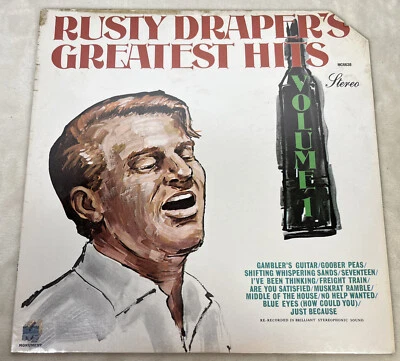 RUSTY DRAPER'S
GREATEST HITS
Stereo
VOLUME 1
GAMBLER'S GUITAR/GOOBER PEAS/
SHIFTING WHISPERING SANDS/SEVENTEEN/
I'VE BEEN THINKING/FREIGHT TRAIN/
ARE YOU SATISFIED/MUSKRAT RAMBLE/
MIDDLE OF THE HOUSE/NO HELP WANTED/
BLUE EYES (HOW COULD YOU)/
JUST BECAUSE
RE-RECORDED IN BRILLIANT STEREOPHONIC SOUND
MONUMENT